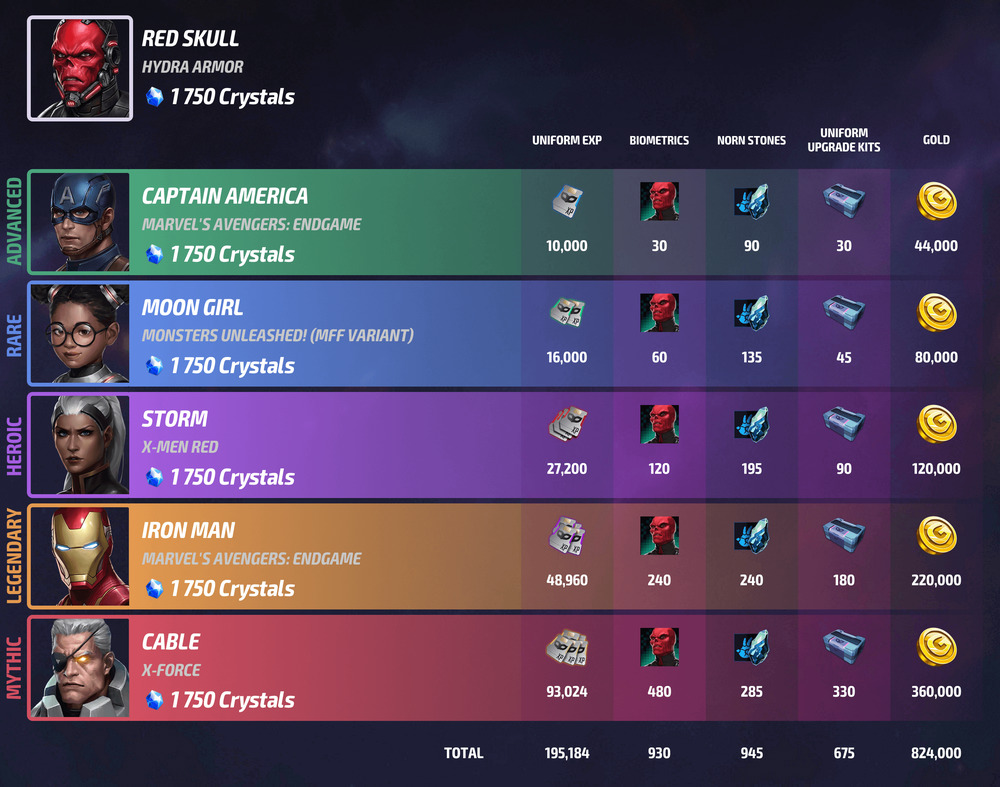 RED SKULL
HYDRA ARMOR
1 750 Crystals
UNIFORM EXP BIOMETRICS NORN STONES UNIFORM UPGRADE KITS GOLD
ADVANCED
CAPTAIN AMERICA
MARVEL'S AVENGERS: ENDGAME
1 750 Crystals
10,000 30 90 30 44,000
RARE
MOON GIRL
MONSTERS UNLEASHED! (MFF VARIANT)
1 750 Crystals
16,000 60 135 45 80,000
HEROIC
STORM
X-MEN RED
1 750 Crystals
27,200 120 195 90 120,000
LEGENDARY
IRON MAN
MARVEL'S AVENGERS: ENDGAME
1 750 Crystals
48,960 240 240 180 220,000
MYTHIC
CABLE
X-FORCE
1 750 Crystals
93,024 480 285 330 360,000
TOTAL 195,184 930 945 675 824,000